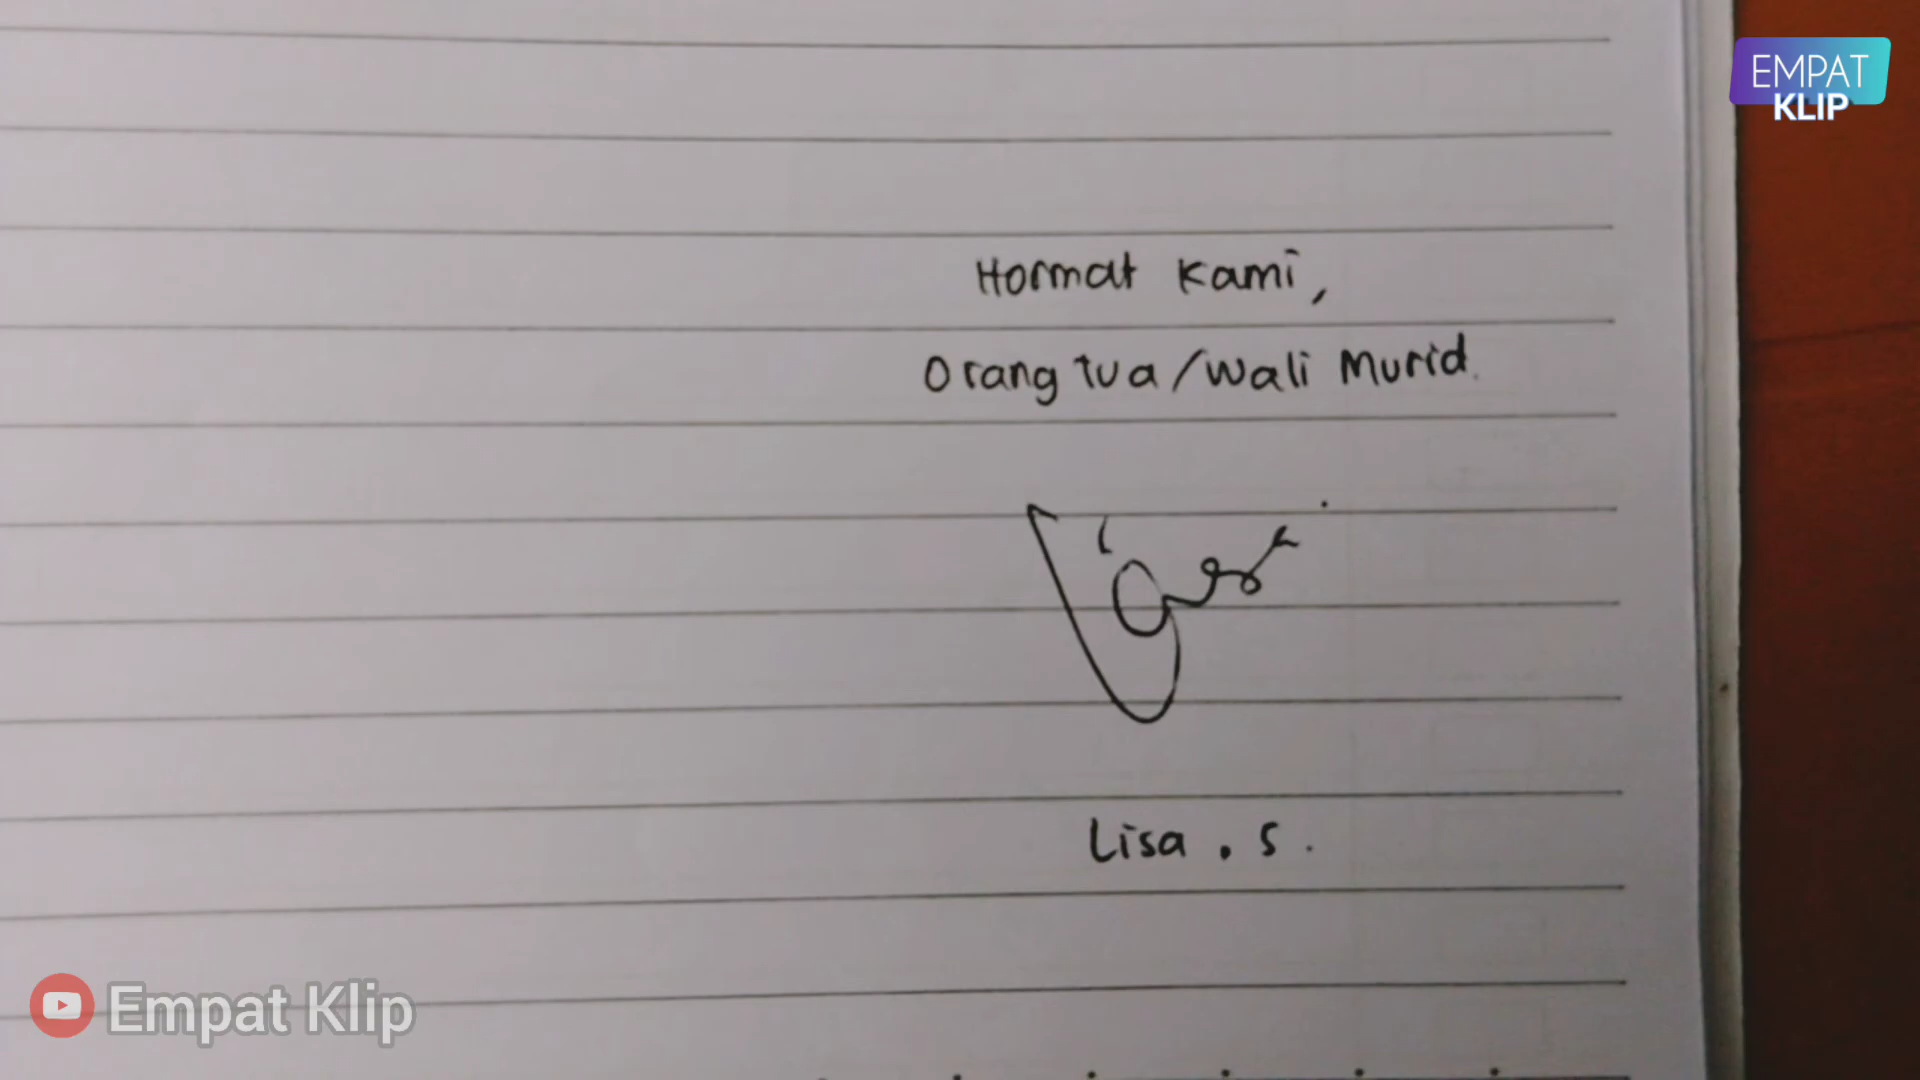 EMPAT
KLIP
Hormat Kami,
Orang tua/Wali Murid.
Lisa . S .
Empat Klip